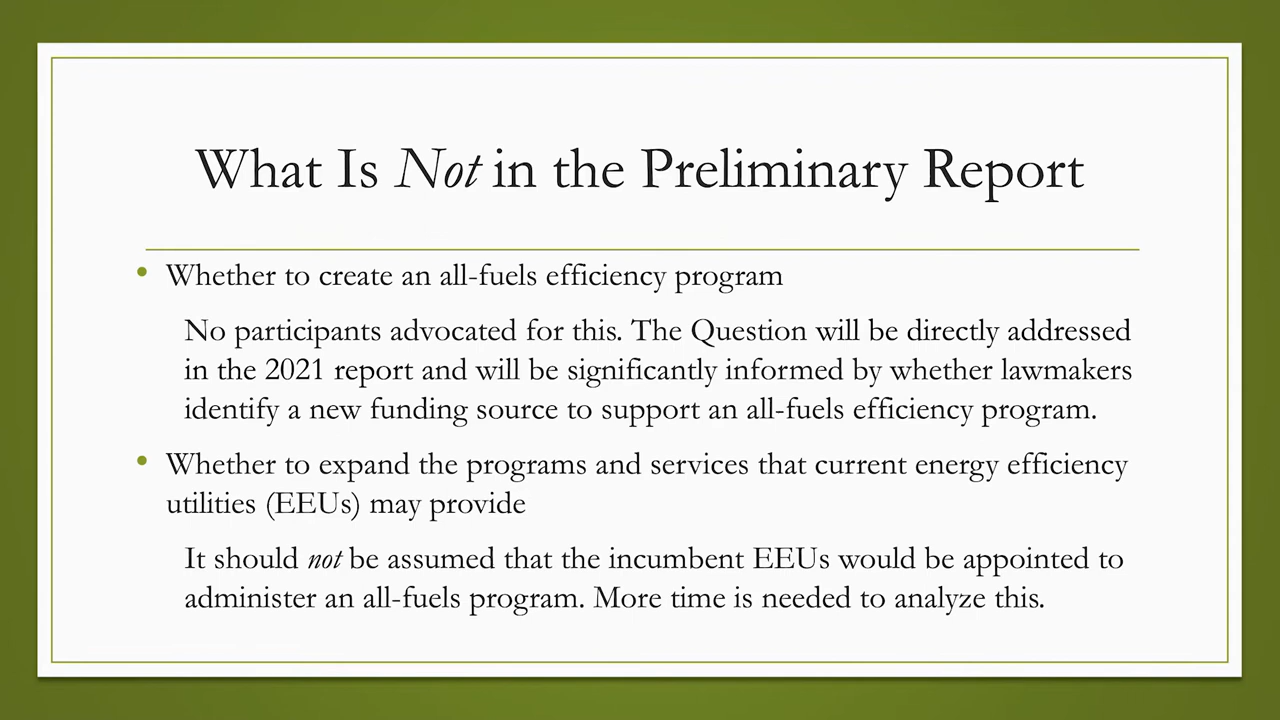 What Is Not in the Preliminary Report
• Whether to create an all-fuels efficiency program
No participants advocated for this. The Question will be directly addressed
in the 2021 report and will be significantly informed by whether lawmakers
identify a new funding source to support an all-fuels efficiency program.
• Whether to expand the programs and services that current energy efficiency
utilities (EEUs) may provide
It should not be assumed that the incumbent EEUs would be appointed to
administer an all-fuels program. More time is needed to analyze this.